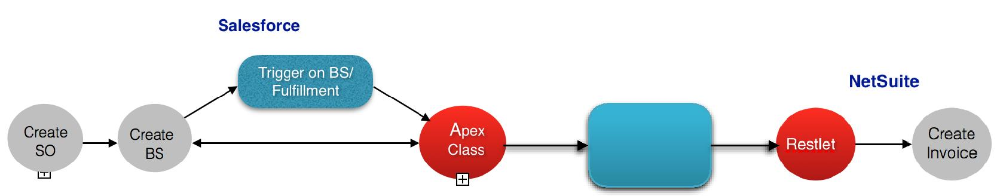 Salesforce
Trigger on BS/
Fulfillment
NetSuite
Create
SO
Create
BS
Apex
Class
Restlet
Create
Invoice